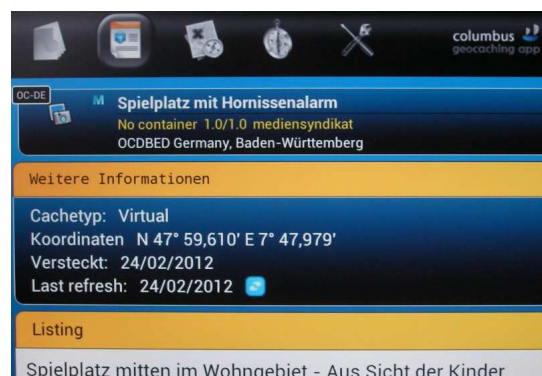 columbus
geocaching app
OC-DE
M Spielplatz mit Hornissenalarm
No container 1.0/1.0 mediensyndikat
OCDBED Germany, Baden-Württemberg
Weitere Informationen
Cachetyp: Virtual
Koordinaten N 47° 59,610' E 7° 47,979'
Versteckt: 24/02/2012
Last refresh: 24/02/2012
Listing
Spielplatz mitten im Wohngebiet - Aus Sicht der Kinder